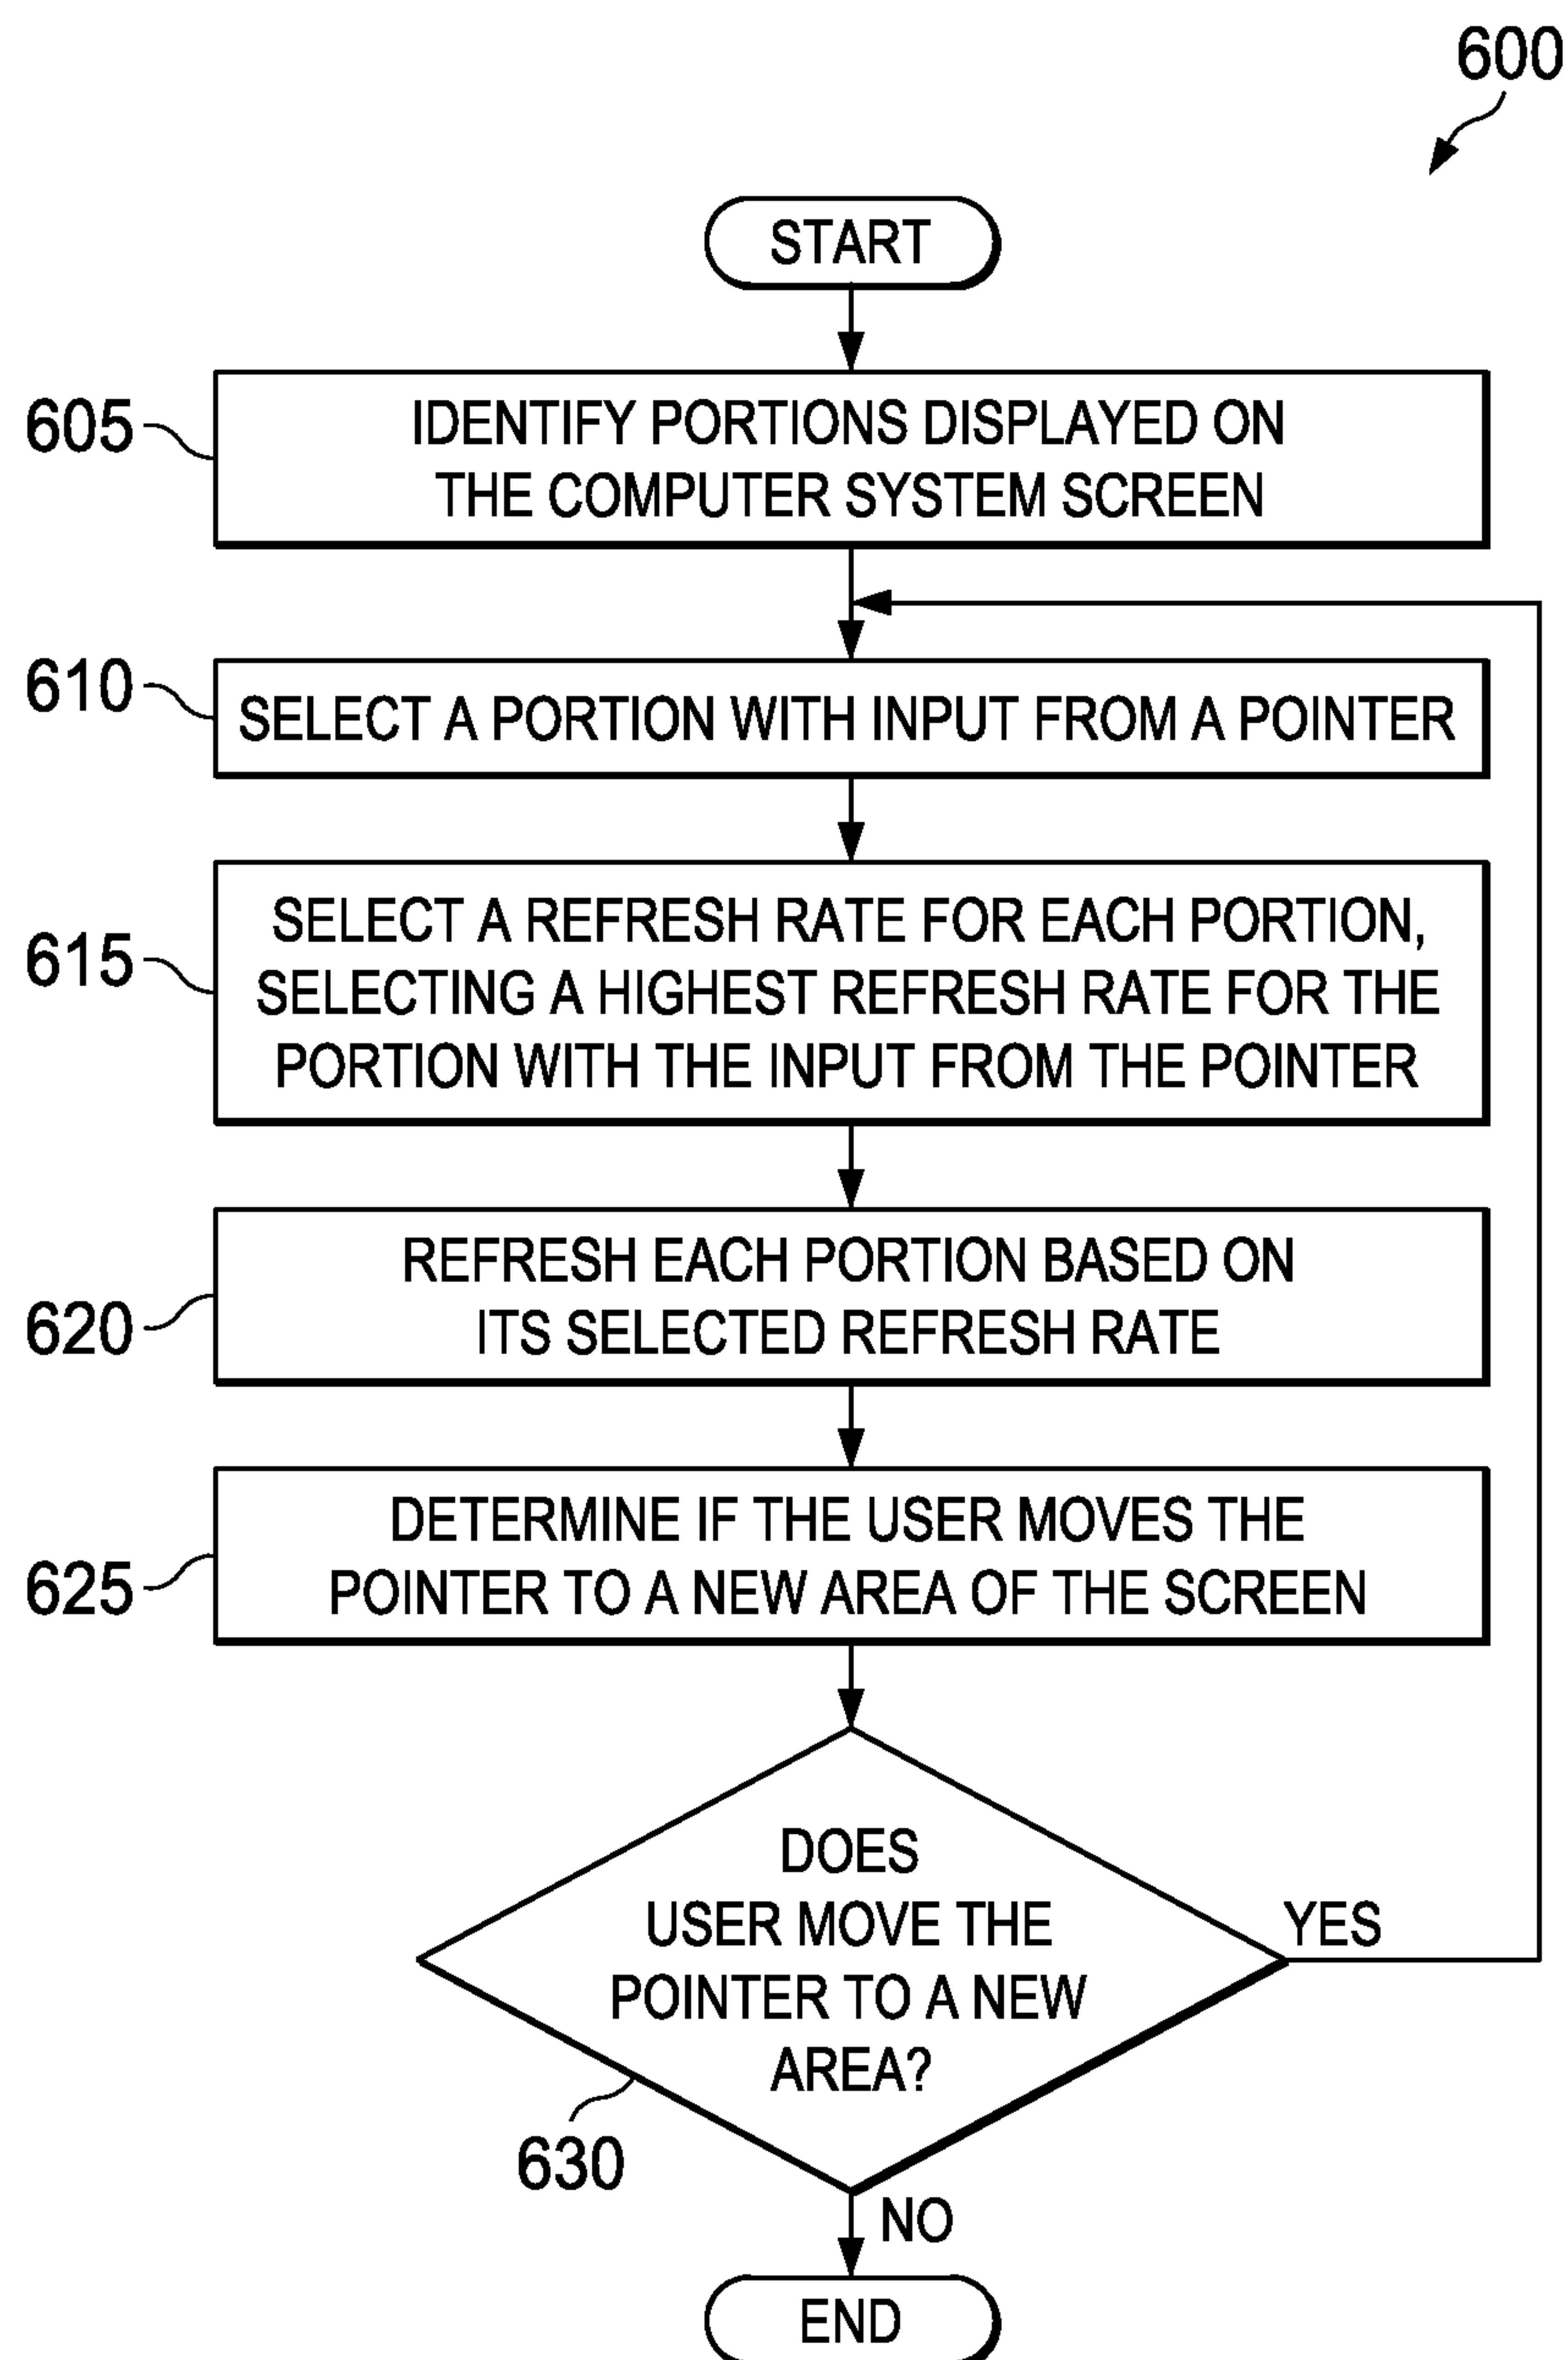 600
START
605
IDENTIFY PORTIONS DISPLAYED ON
THE COMPUTER SYSTEM SCREEN
610
SELECT A PORTION WITH INPUT FROM A POINTER
615
SELECT A REFRESH RATE FOR EACH PORTION,
SELECTING A HIGHEST REFRESH RATE FOR THE
PORTION WITH THE INPUT FROM THE POINTER
620
REFRESH EACH PORTION BASED ON
ITS SELECTED REFRESH RATE
625
DETERMINE IF THE USER MOVES THE
POINTER TO A NEW AREA OF THE SCREEN
DOES
USER MOVE THE
POINTER TO A NEW
AREA?
YES
630
NO
END